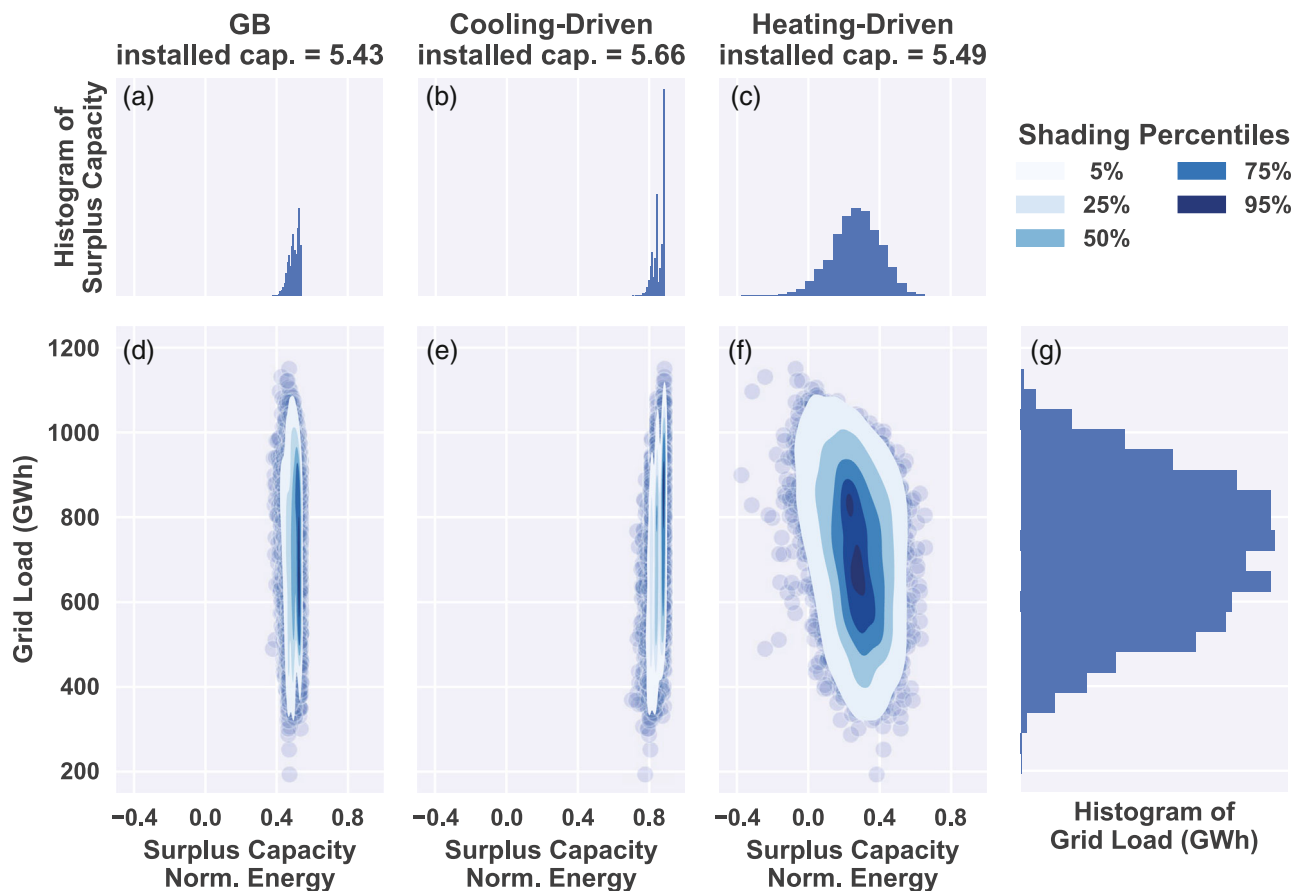 GB
installed cap. = 5.43
Cooling-Driven
installed cap. = 5.66
Heating-Driven
installed cap. = 5.49
Histogram of
Surplus Capacity
(a)
(b)
(c)
Shading Percentiles
5%
25%
50%
75%
95%
Grid Load (GWh)
1200
1000
800
600
400
200
(d)
(e)
(f)
(g)
−0.4 0.0 0.4 0.8
−0.4 0.0 0.4 0.8
−0.4 0.0 0.4 0.8
Surplus Capacity
Norm. Energy
Surplus Capacity
Norm. Energy
Surplus Capacity
Norm. Energy
Histogram of
Grid Load (GWh)